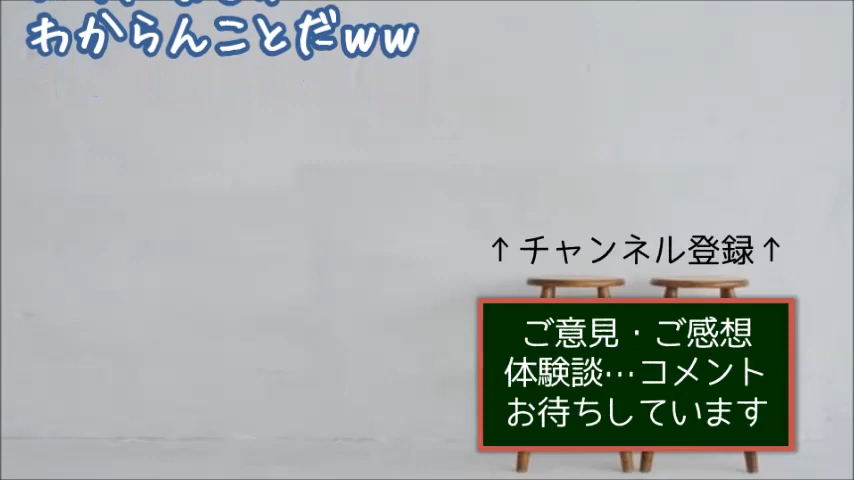 わからんことだww
↑チャンネル登録↑
ご意見・ご感想
体験談…コメント
お待ちしています